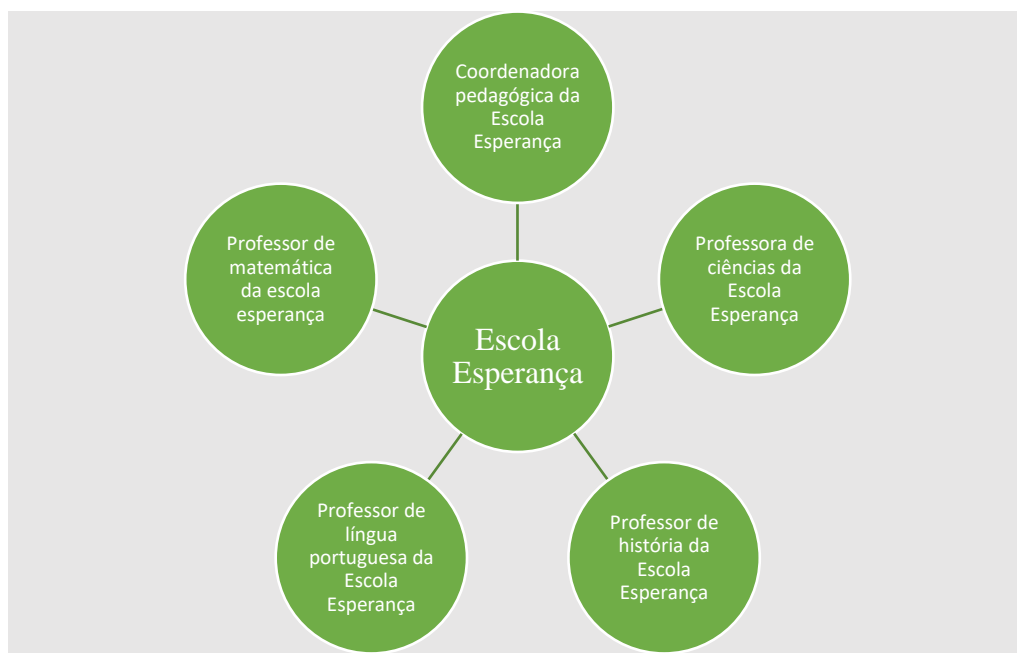 Coordenadora
pedagógica da
Escola
Esperança
Professor de
matemática
da escola
esperança
Professora de
ciências da
Escola
Esperança
Escola
Esperança
Professor de
língua
portuguesa da
Escola
Esperança
Professor de
história da
Escola
Esperança